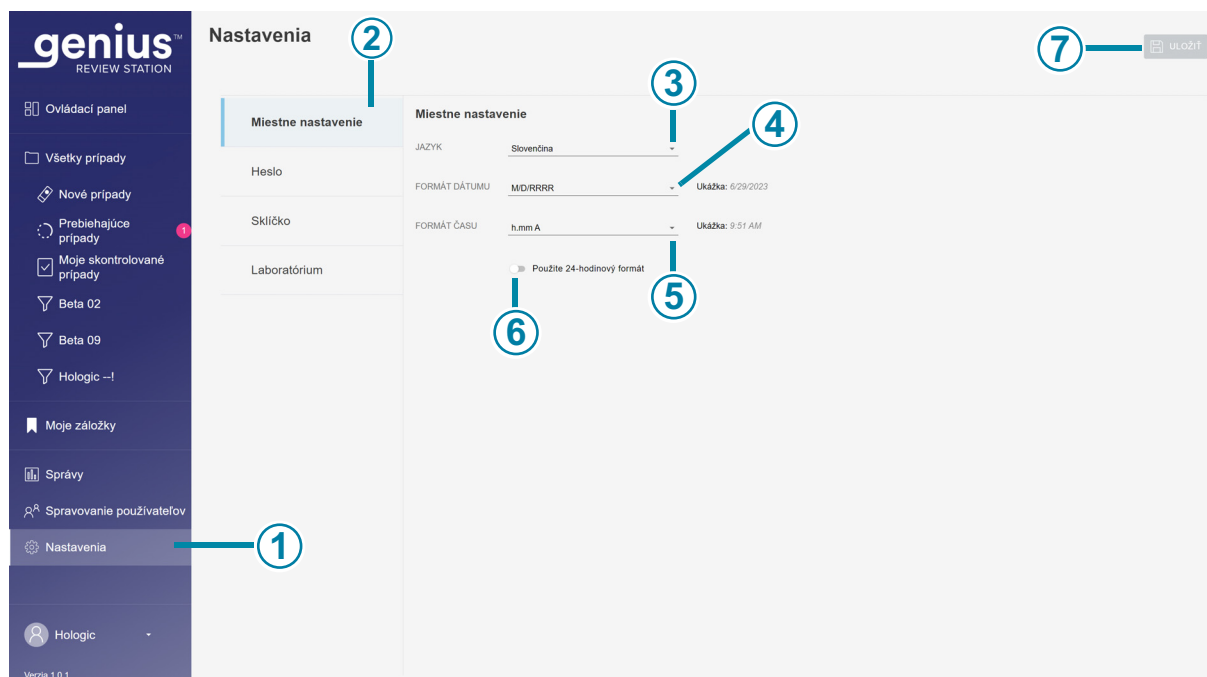 genius™
REVIEW STATION
Ovládací panel
Všetky prípady
Nové prípady
Prebiehajúce
prípady
1
Moje skontrolované
prípady
Beta 02
Beta 09
Hologic --!
Moje záložky
Správy
Spravovanie používateľov
Nastavenia
1
Hologic
Verzia 1.0.1
Nastavenia
2
7
ULOŽIŤ
Miestne nastavenie
Heslo
Sklíčko
Laboratórium
Miestne nastavenie
3
4
JAZYK
Slovenčina
FORMÁT DÁTUMU
M/D/RRRR
Ukážka: 6/29/2023
FORMÁT ČASU
h.mm A
Ukážka: 9:51 AM
Použite 24-hodinový formát
5
6